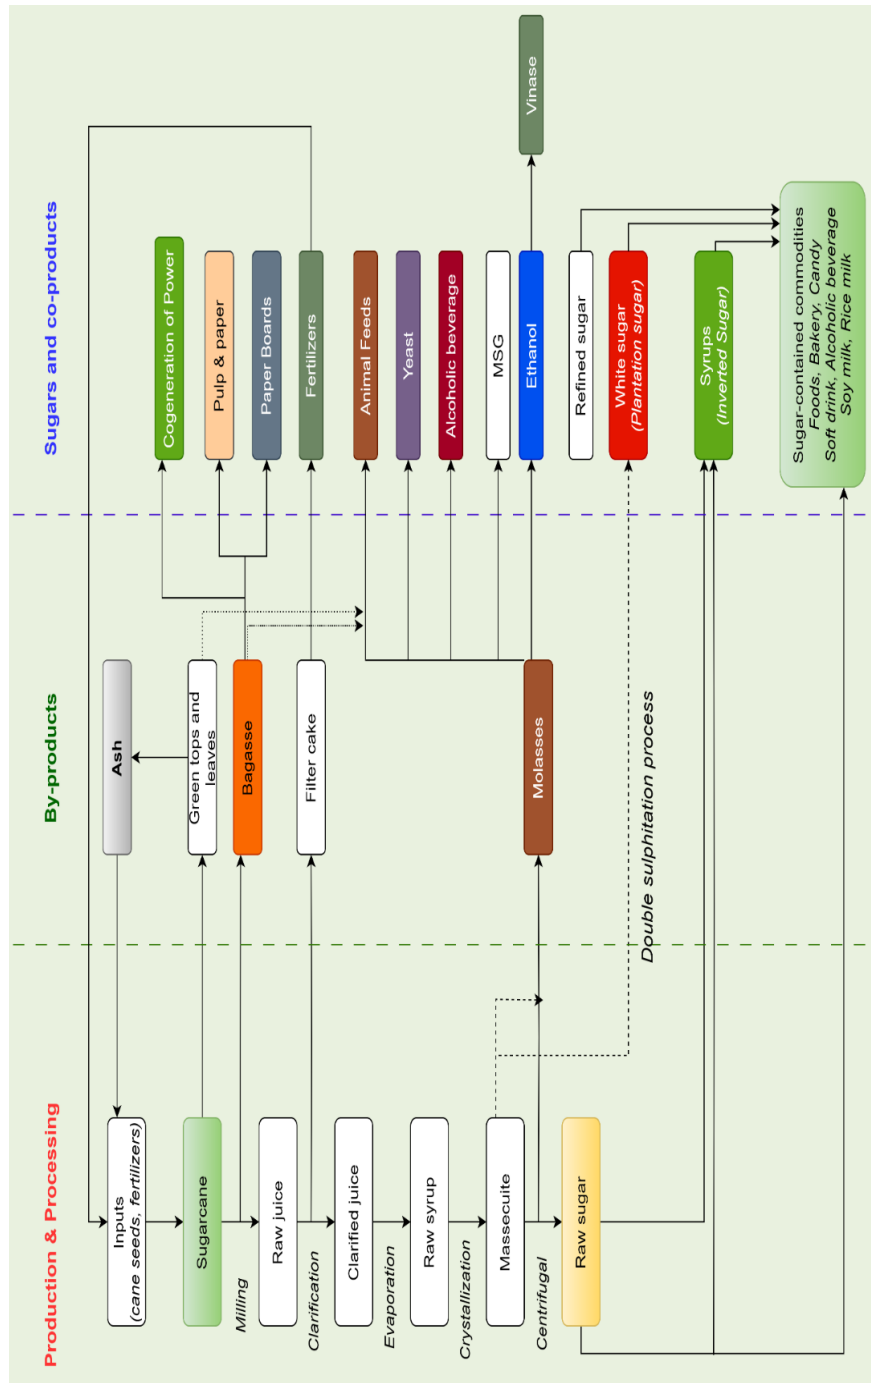 Production & Processing
By-products
Sugars and co-products
Inputs
(cane seeds, fertilizers)
Sugarcane
Milling
Raw juice
Clarification
Clarified juice
Evaporation
Raw syrup
Crystallization
Massecuite
Centrifugal
Raw sugar
Ash
Green tops and
leaves
Bagasse
Filter cake
Molasses
Double sulphitation process
Cogeneration of Power
Pulp & paper
Paper Boards
Fertilizers
Animal Feeds
Yeast
Alcoholic beverage
MSG
Ethanol
Vinase
Refined sugar
White sugar
(Plantation sugar)
Syrups
(Inverted Sugar)
Sugar-contained commodities
Foods, Bakery, Candy
Soft drink, Alcoholic beverage
Soy milk, Rice milk